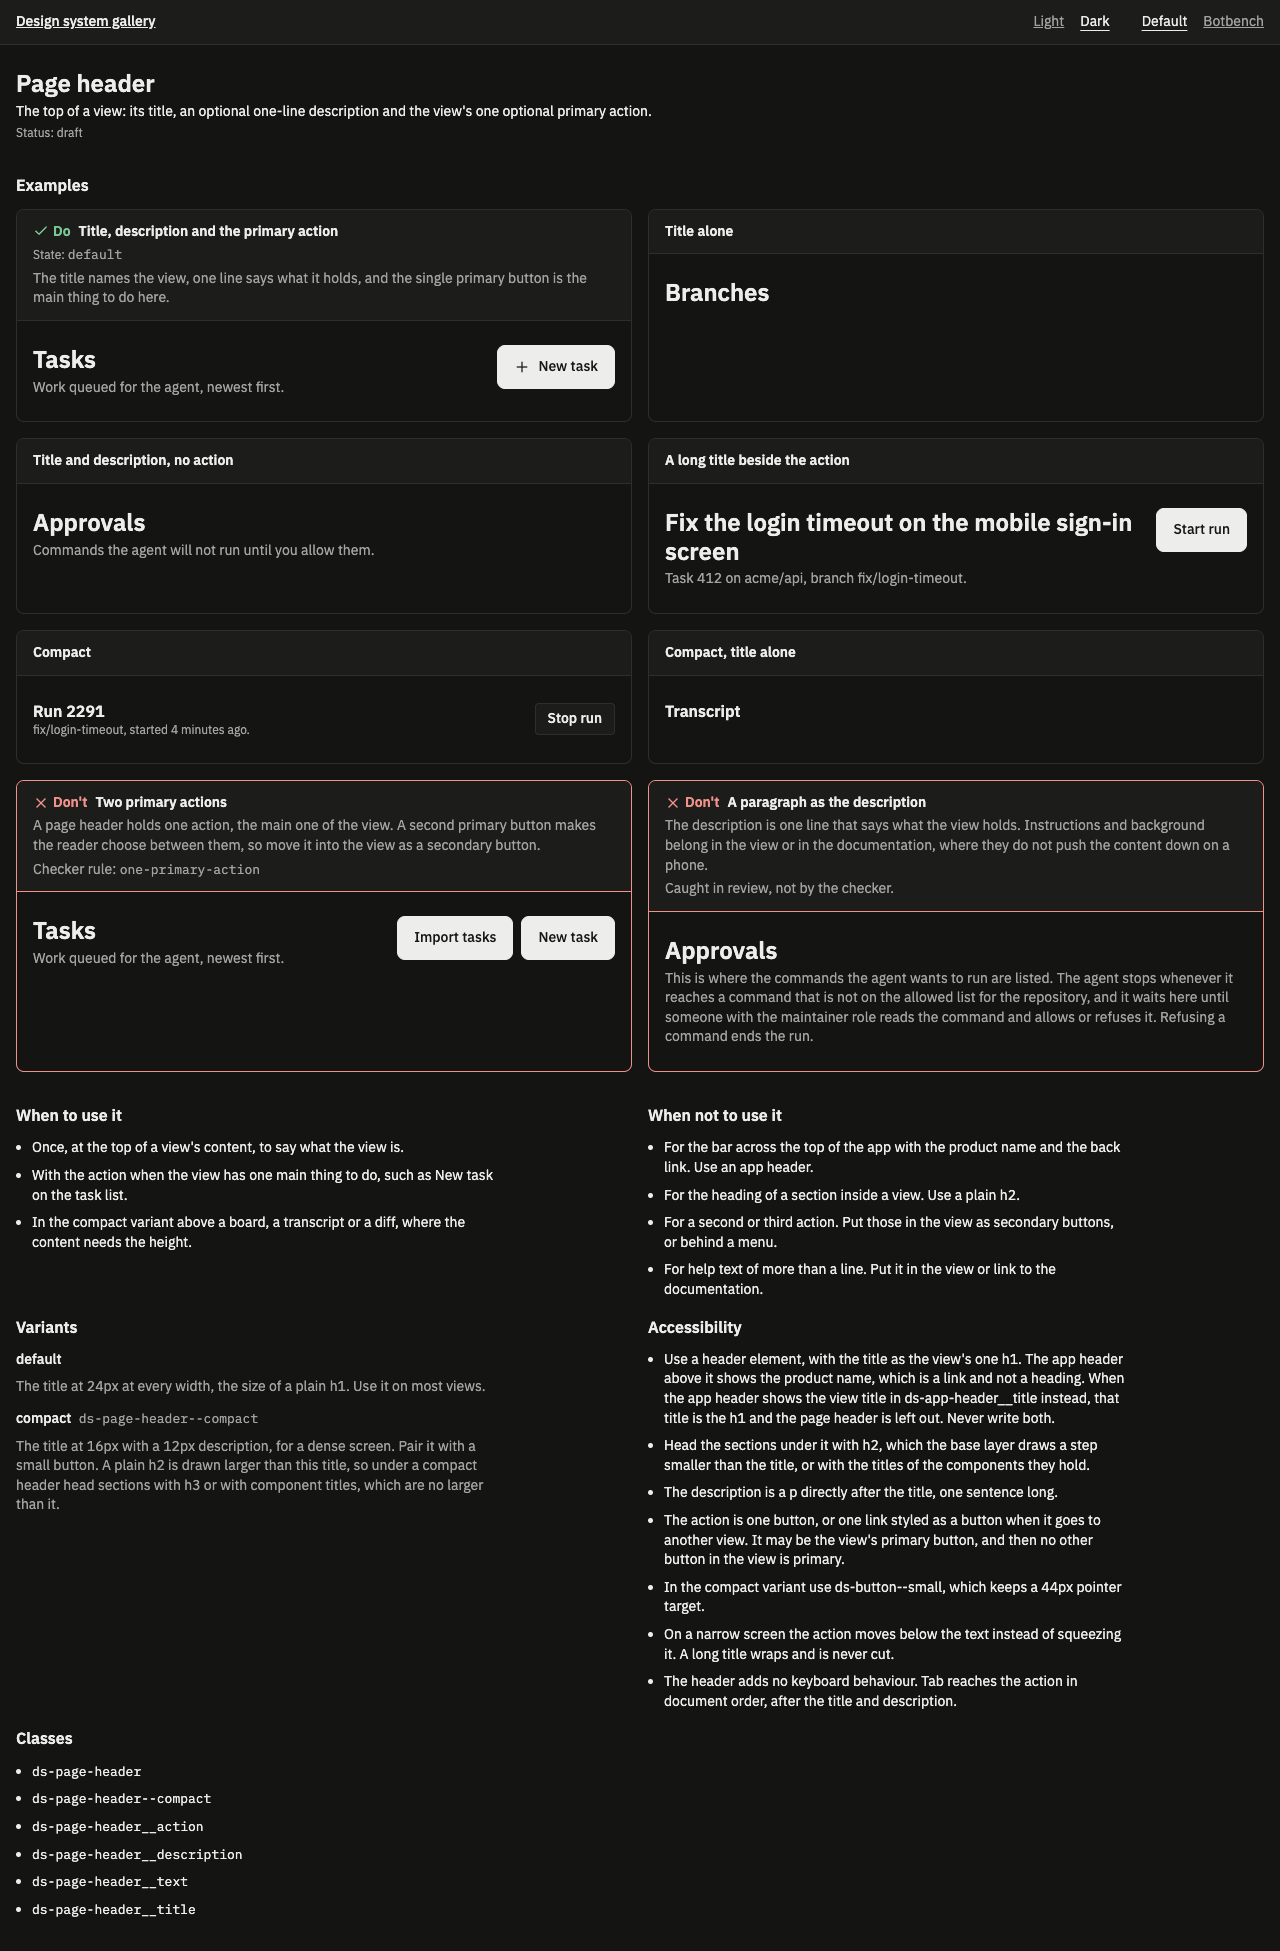 Design system gallery
Light Dark Default Botbench
Page header
The top of a view: its title, an optional one-line description and the view's one optional primary action.
Status: draft
Examples
Do Title, description and the primary action
State: default
The title names the view, one line says what it holds, and the single primary button is the
main thing to do here.
Tasks
Work queued for the agent, newest first.
New task
Title alone
Branches
Title and description, no action
Approvals
Commands the agent will not run until you allow them.
A long title beside the action
Fix the login timeout on the mobile sign-in
screen
Task 412 on acme/api, branch fix/login-timeout.
Start run
Compact
Run 2291
fix/login-timeout, started 4 minutes ago.
Stop run
Compact, title alone
Transcript
Don't Two primary actions
A page header holds one action, the main one of the view. A second primary button makes
the reader choose between them, so move it into the view as a secondary button.
Checker rule: one-primary-action
Tasks
Work queued for the agent, newest first.
Import tasks
New task
Don't A paragraph as the description
The description is one line that says what the view holds. Instructions and background
belong in the view or in the documentation, where they do not push the content down on a
phone.
Caught in review, not by the checker.
Approvals
This is where the commands the agent wants to run are listed. The agent stops whenever it
reaches a command that is not on the allowed list for the repository, and it waits here until
someone with the maintainer role reads the command and allows or refuses it. Refusing a
command ends the run.
When to use it
Once, at the top of a view's content, to say what the view is.
With the action when the view has one main thing to do, such as New task
on the task list.
In the compact variant above a board, a transcript or a diff, where the
content needs the height.
When not to use it
For the bar across the top of the app with the product name and the back
link. Use an app header.
For the heading of a section inside a view. Use a plain h2.
For a second or third action. Put those in the view as secondary buttons,
or behind a menu.
For help text of more than a line. Put it in the view or link to the
documentation.
Variants
default
The title at 24px at every width, the size of a plain h1. Use it on most views.
compact ds-page-header--compact
The title at 16px with a 12px description, for a dense screen. Pair it with a
small button. A plain h2 is drawn larger than this title, so under a compact
header head sections with h3 or with component titles, which are no larger
than it.
Accessibility
Use a header element, with the title as the view's one h1. The app header
above it shows the product name, which is a link and not a heading. When
the app header shows the view title in ds-app-header__title instead, that
title is the h1 and the page header is left out. Never write both.
Head the sections under it with h2, which the base layer draws a step
smaller than the title, or with the titles of the components they hold.
The description is a p directly after the title, one sentence long.
The action is one button, or one link styled as a button when it goes to
another view. It may be the view's primary button, and then no other
button in the view is primary.
In the compact variant use ds-button--small, which keeps a 44px pointer
target.
On a narrow screen the action moves below the text instead of squeezing
it. A long title wraps and is never cut.
The header adds no keyboard behaviour. Tab reaches the action in
document order, after the title and description.
Classes
ds-page-header
ds-page-header--compact
ds-page-header__action
ds-page-header__description
ds-page-header__text
ds-page-header__title